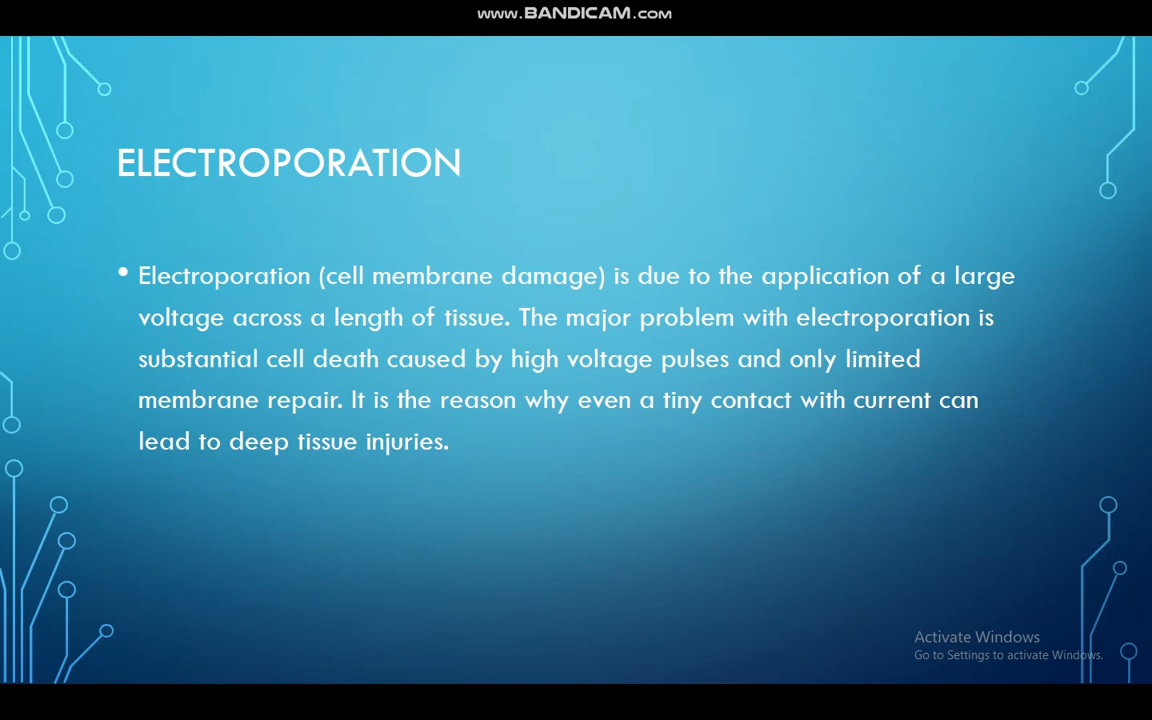 www.BANDICAM.com
ELECTROPORATION
• Electroporation (cell membrane damage) is due to the application of a large
voltage across a length of tissue. The major problem with electroporation is
substantial cell death caused by high voltage pulses and only limited
membrane repair. It is the reason why even a tiny contact with current can
lead to deep tissue injuries.
Activate Windows
Go to Settings to activate Windows.